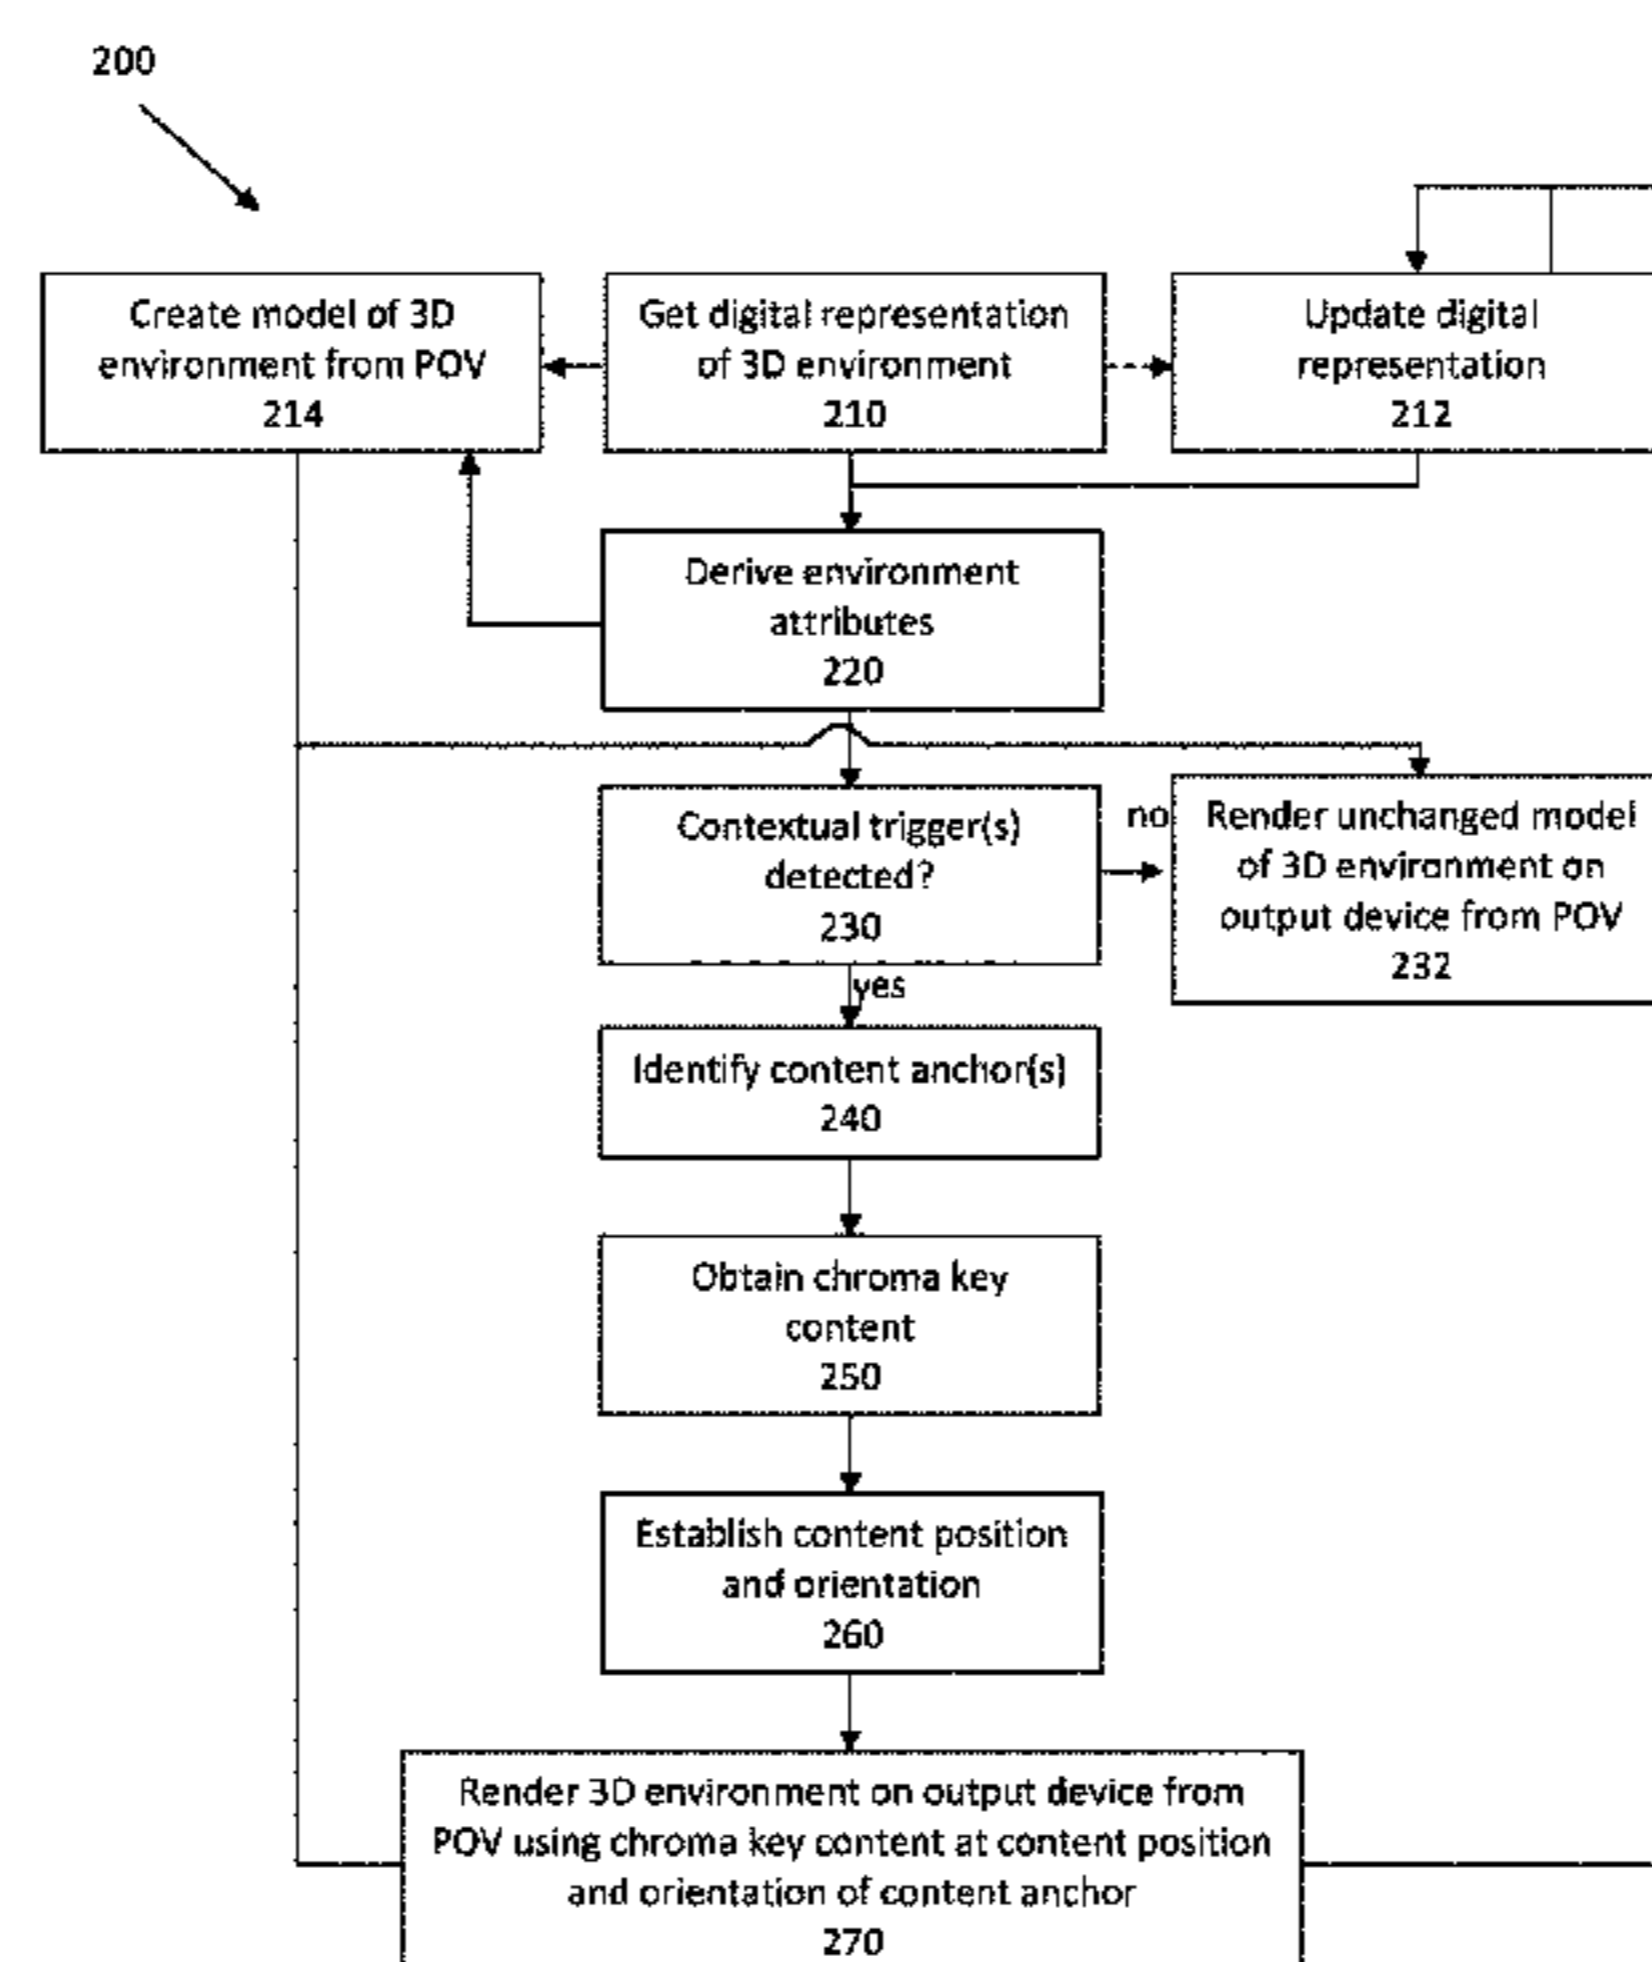 200
Create model of 3D
environment from POV
214
Get digital representation
of 3D environment
210
Update digital
representation
212
Derive environment
attributes
220
Contextual trigger(s)
detected?
230
no
Render unchanged model
of 3D environment on
output device from POV
232
yes
Identify content anchor(s)
240
Obtain chroma key
content
250
Establish content position
and orientation
260
Render 3D environment on output device from
POV using chroma key content at content position
and orientation of content anchor
270